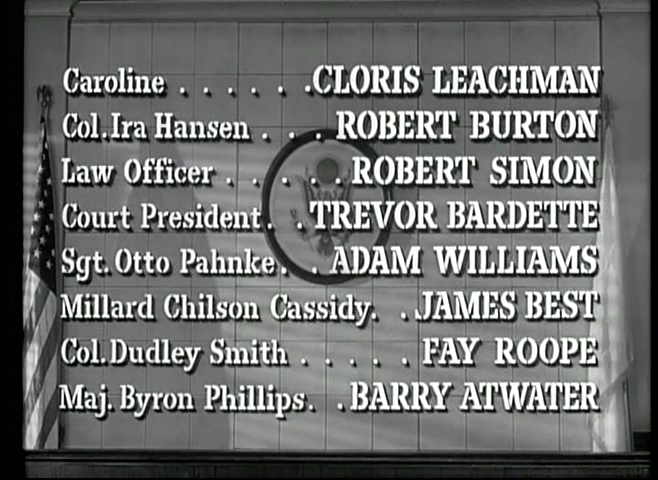 Caroline . . . . . . CLORIS LEACHMAN
Col. Ira Hansen . . . ROBERT BURTON
Law Officer . . . . . ROBERT SIMON
Court President. . TREVOR BARDETTE
Sgt. Otto Pahnke. . ADAM WILLIAMS
Millard Chilson Cassidy. . JAMES BEST
Col. Dudley Smith . . . . . FAY ROOPE
Maj. Byron Phillips. . BARRY ATWATER